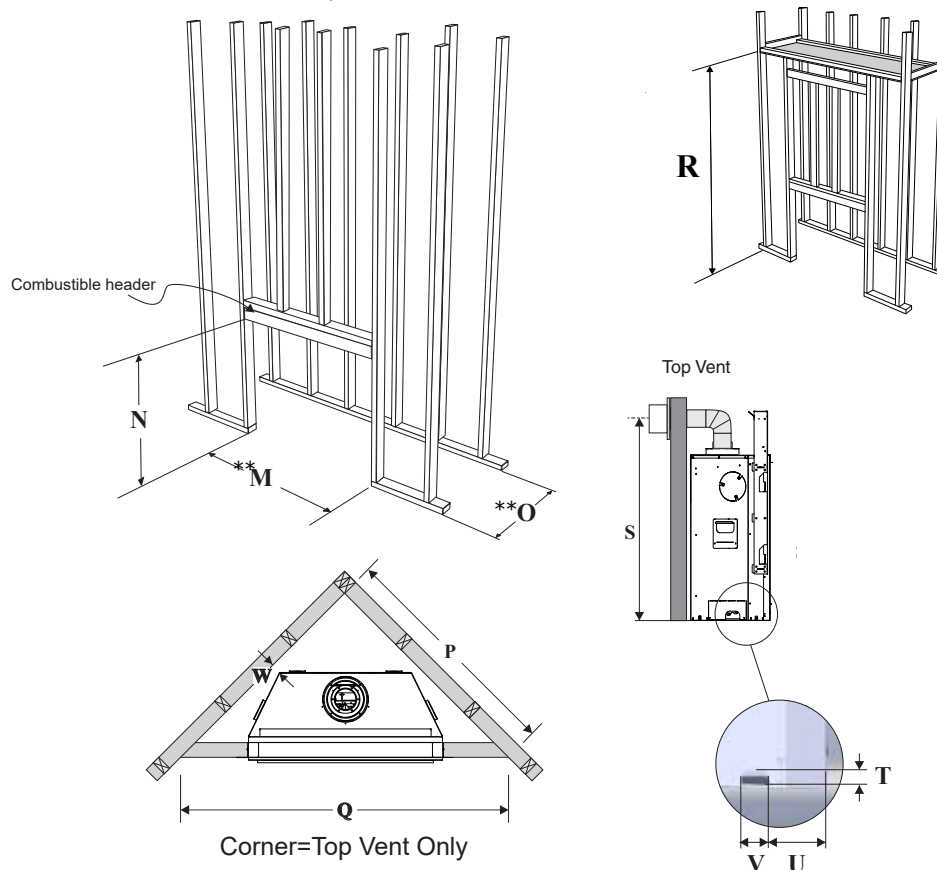 R
Combustible header
Top Vent
N
**M
**O
S
P
W
Q
T
Corner=Top Vent Only
V U